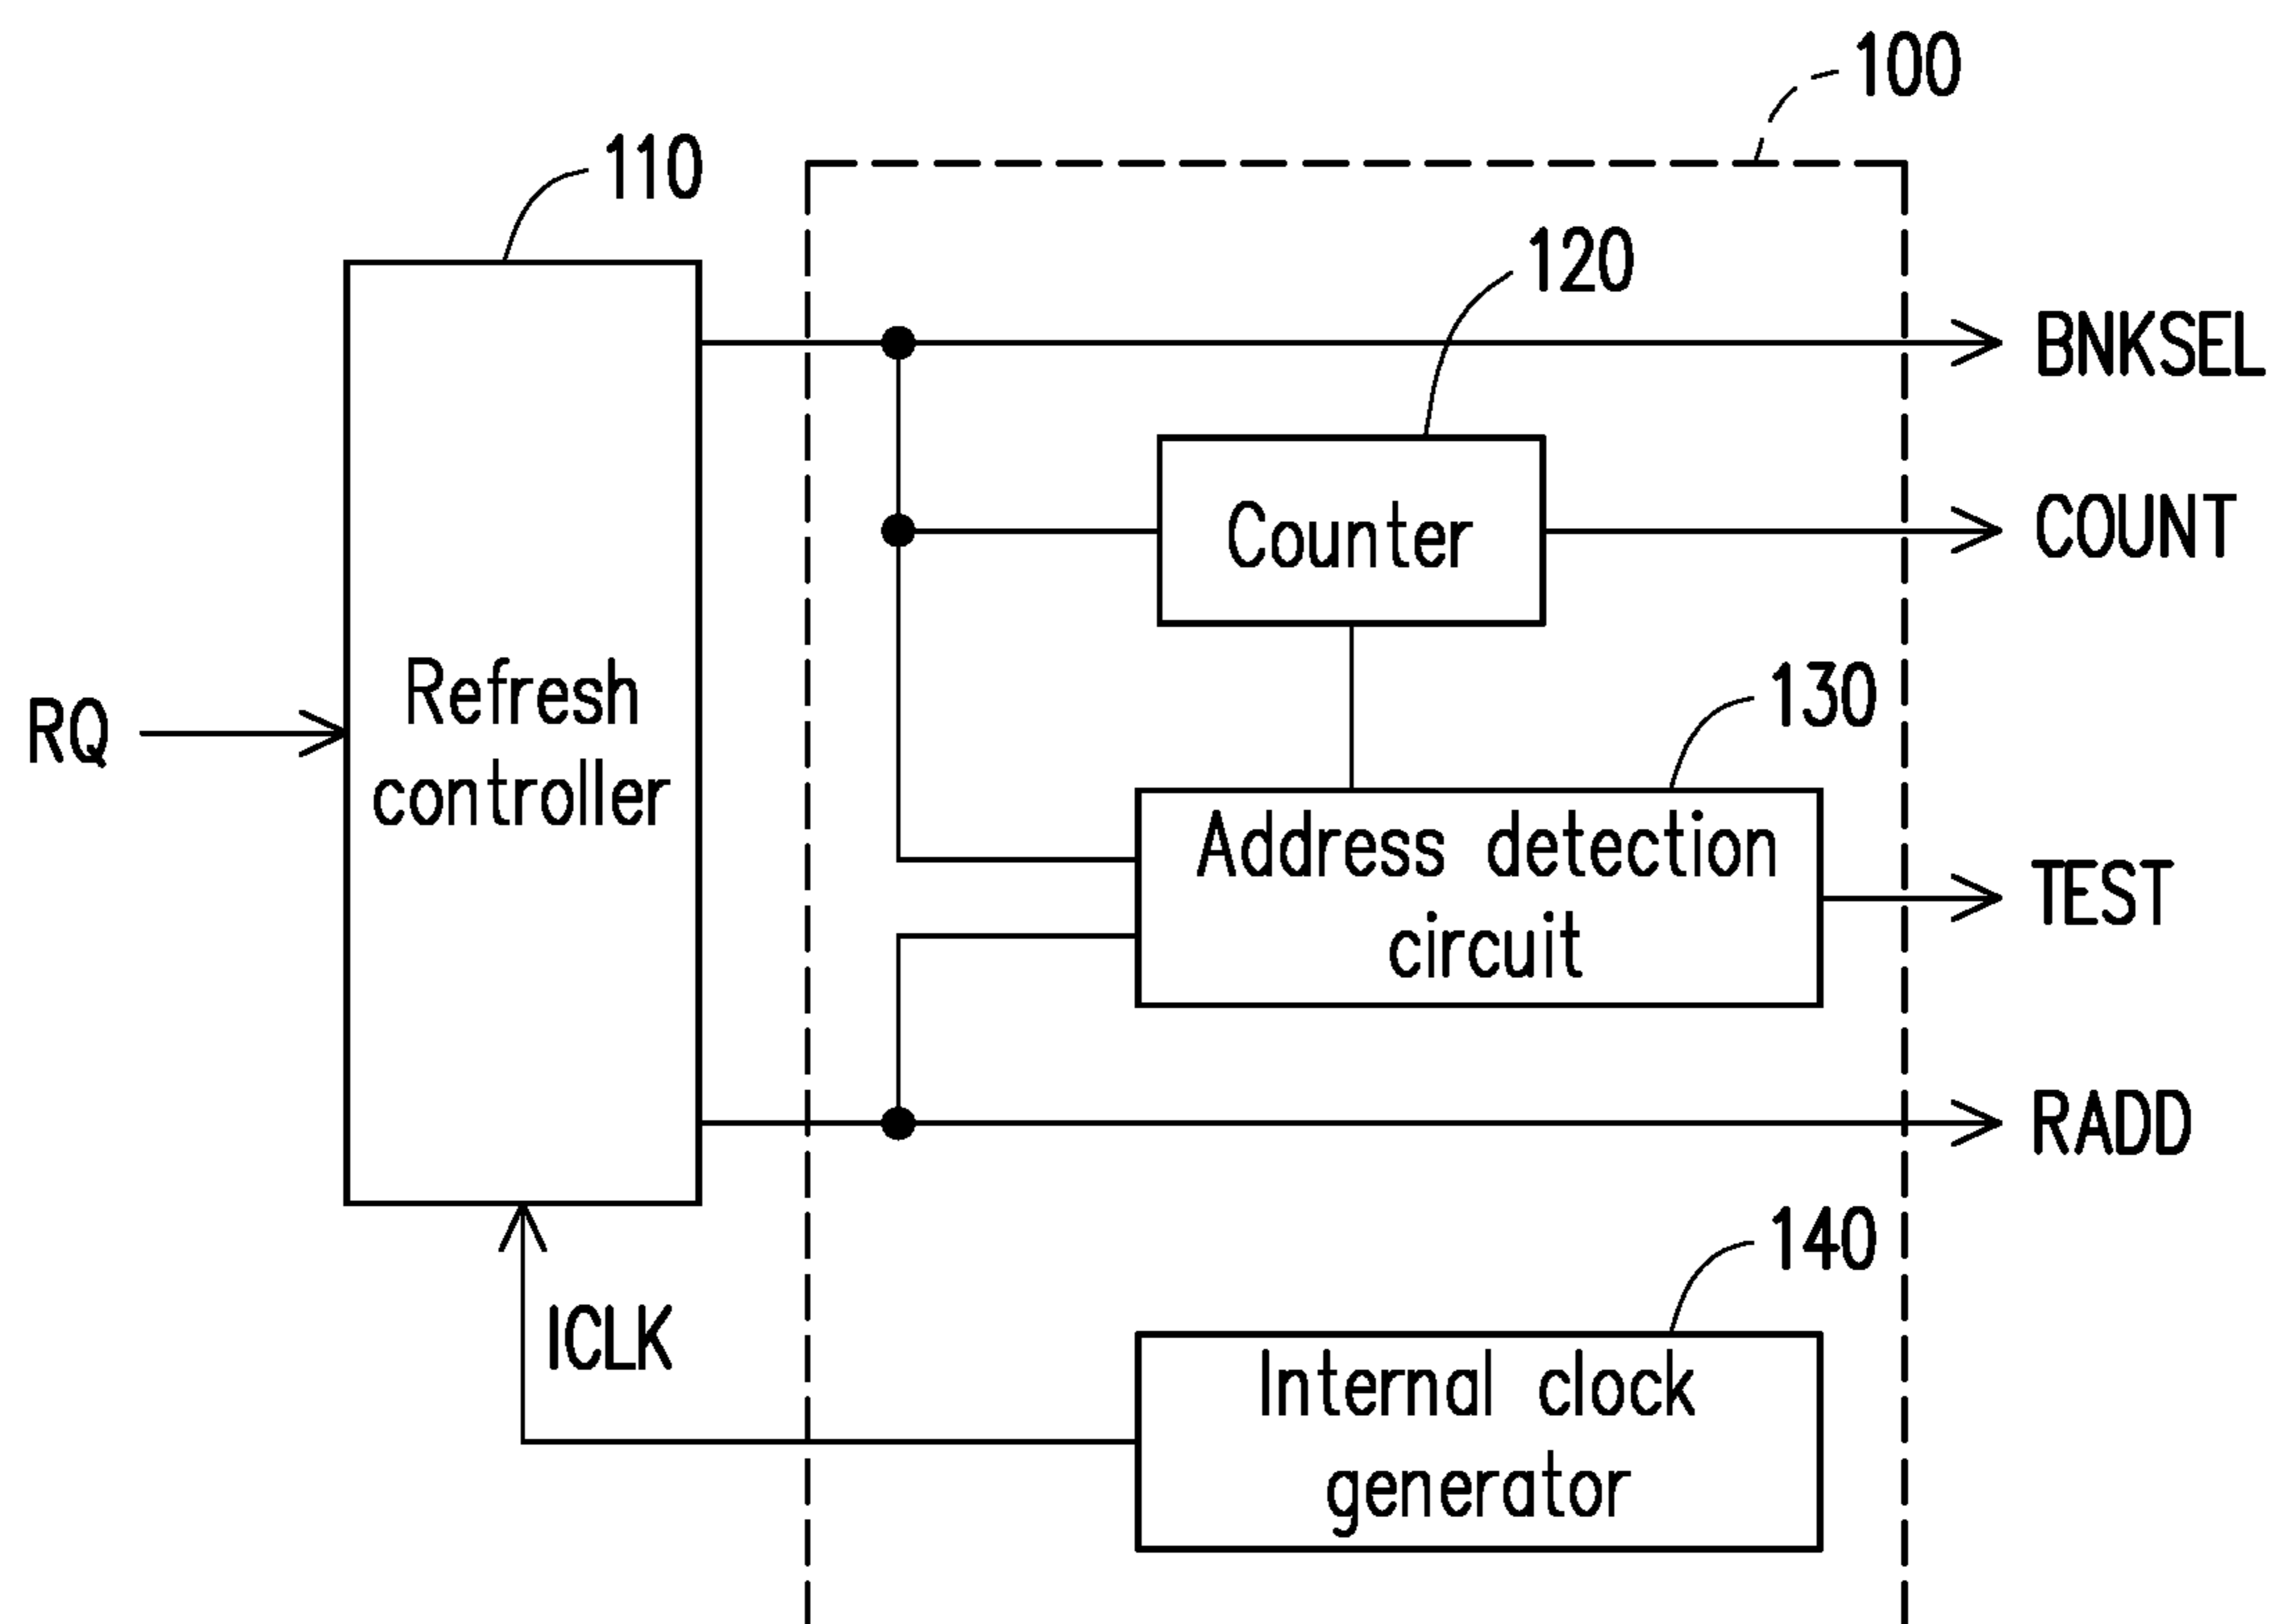 100
110
120
BNKSEL
Counter
COUNT
130
Refresh
controller
RQ
Address detection
circuit
TEST
RADD
140
ICLK
Internal clock
generator